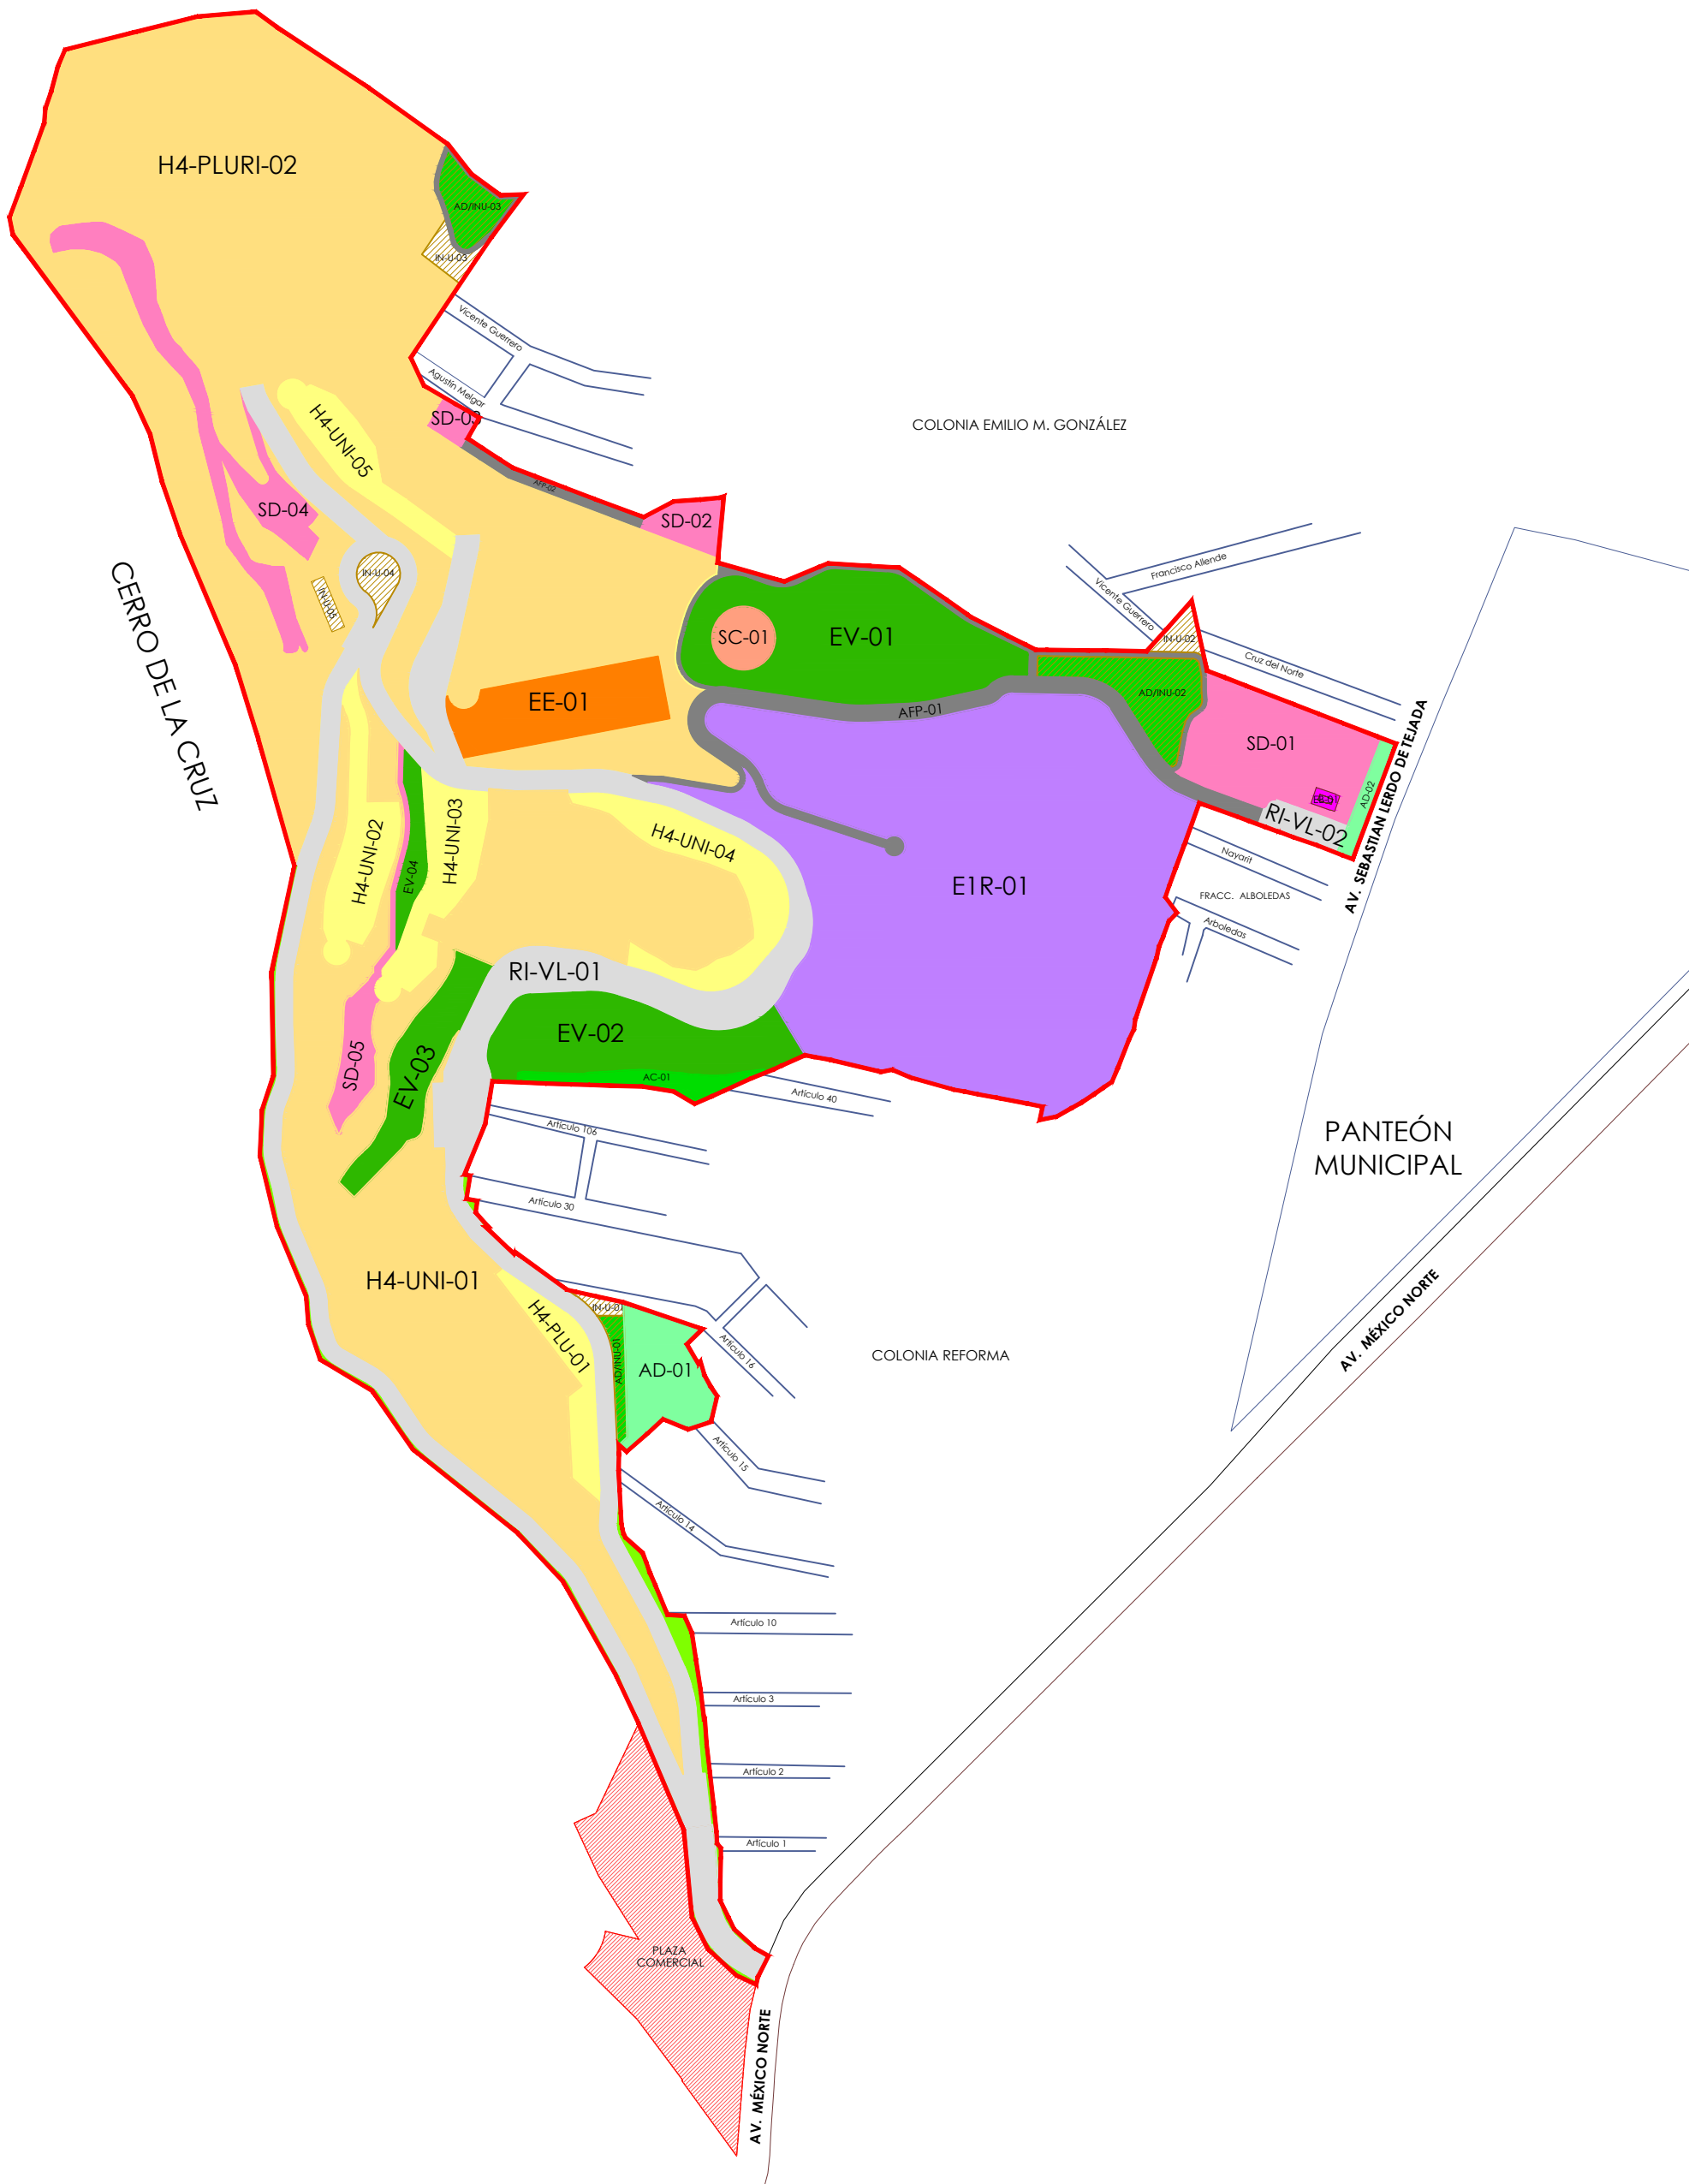 H4-PLURI-02
AD/INU-03
IN-U-03
Vicente Guerrero
Agustín Melgar
SD-03
COLONIA EMILIO M. GONZÁLEZ
H4-UNI-05
AFP-02
SD-04
SD-02
IN-U-04
IN-U-05
Francisco Allende
Vicente Guerrero
CERRO DE LA CRUZ
SC-01
EV-01
IN-U-02
Cruz del Norte
EE-01
AD/INU-02
AFP-01
SD-01
AD-02
RI-VL-02
AV. SEBASTIAN LERDO DE TEJADA
H4-UNI-02
EV-04
H4-UNI-03
H4-UNI-04
E1R-01
Nayarit
FRACC. ALBOLEDAS
Arboledas
RI-VL-01
EV-02
SD-05
EV-03
AC-01
Artículo 40
Artículo 106
PANTEÓN
MUNICIPAL
Artículo 30
H4-UNI-01
H4-PLU-01
IN-U-01
AD/INU-01
AD-01
Artículo 16
COLONIA REFORMA
AV. MÉXICO NORTE
Artículo 15
Artículo 14
Artículo 10
Artículo 3
Artículo 2
Artículo 1
PLAZA
COMERCIAL
AV. MÉXICO NORTE